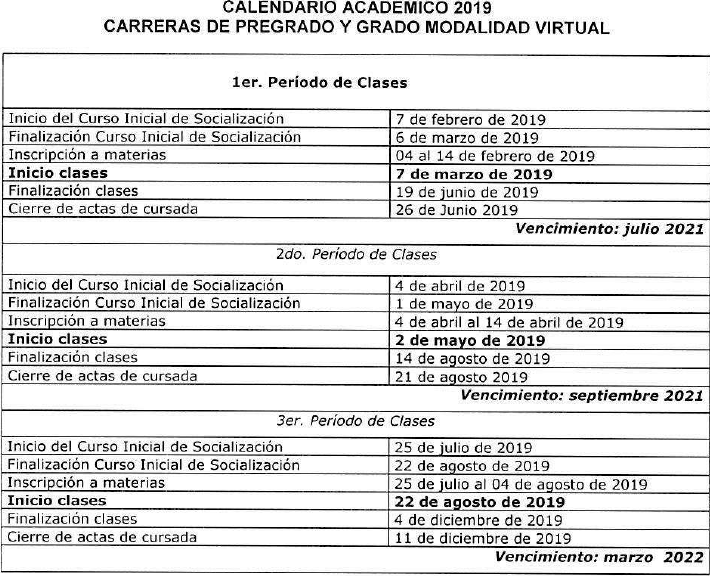 CALENDARIO ACADEMICO 2019
CARRERAS DE PREGRADO Y GRADO MODALIDAD VIRTUAL
1er. Período de Clases
Inicio del Curso Inicial de Socialización 7 de febrero de 2019
Finalización Curso Inicial de Socialización 6 de marzo de 2019
Inscripción a materias 04 al 14 de febrero de 2019
Inicio clases 7 de marzo de 2019
Finalización clases 19 de junio de 2019
Cierre de actas de cursada 26 de Junio 2019
Vencimiento: julio 2021
2do. Período de Clases
Inicio del Curso Inicial de Socialización 4 de abril de 2019
Finalización Curso Inicial de Socialización 1 de mayo de 2019
Inscripción a materias 4 de abril al 14 de abril de 2019
Inicio clases 2 de mayo de 2019
Finalización clases 14 de agosto de 2019
Cierre de actas de cursada 21 de agosto 2019
Vencimiento: septiembre 2021
3er. Período de Clases
Inicio del Curso Inicial de Socialización 25 de julio de 2019
Finalización Curso Inicial de Socialización 22 de agosto de 2019
Inscripción a materias 25 de julio al 04 de agosto de 2019
Inicio clases 22 de agosto de 2019
Finalización clases 4 de diciembre de 2019
Cierre de actas de cursada 11 de diciembre de 2019
Vencimiento: marzo 2022